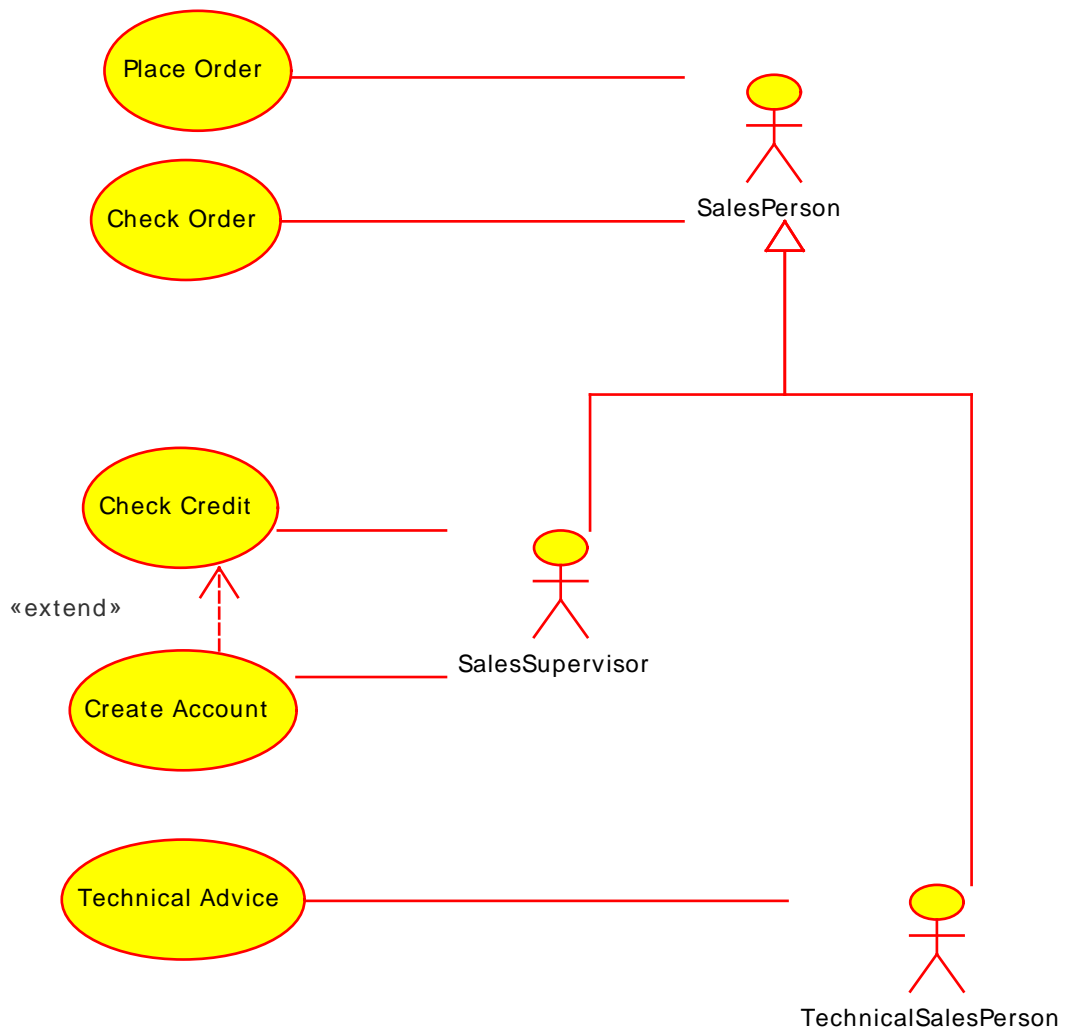 Place Order
SalesPerson
Check Order
Check Credit
«extend»
SalesSupervisor
Create Account
Technical Advice
TechnicalSalesPerson